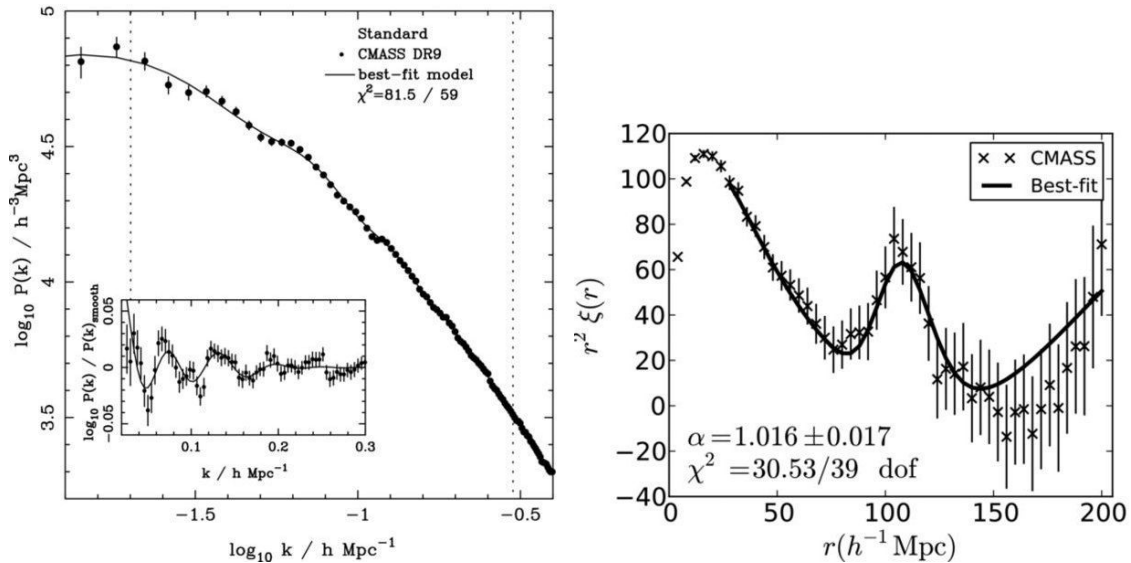 Standard
CMASS DR9
best-fit model
χ²=81.5 / 59
5
4.5
4
3.5
log₁₀ P(k) / h⁻³Mpc³
−1.5
−1
−0.5
log₁₀ k / h Mpc⁻¹
0.05
0
−0.05
log₁₀ P(k) / P(k)smooth
0.1
0.2
0.3
k / h Mpc⁻¹
120
100
80
60
40
20
0
−20
−40
r² ξ(r)
CMASS
Best-fit
α=1.016 ±0.017
χ² =30.53/39 dof
0
50
100
150
200
r(h⁻¹ Mpc)